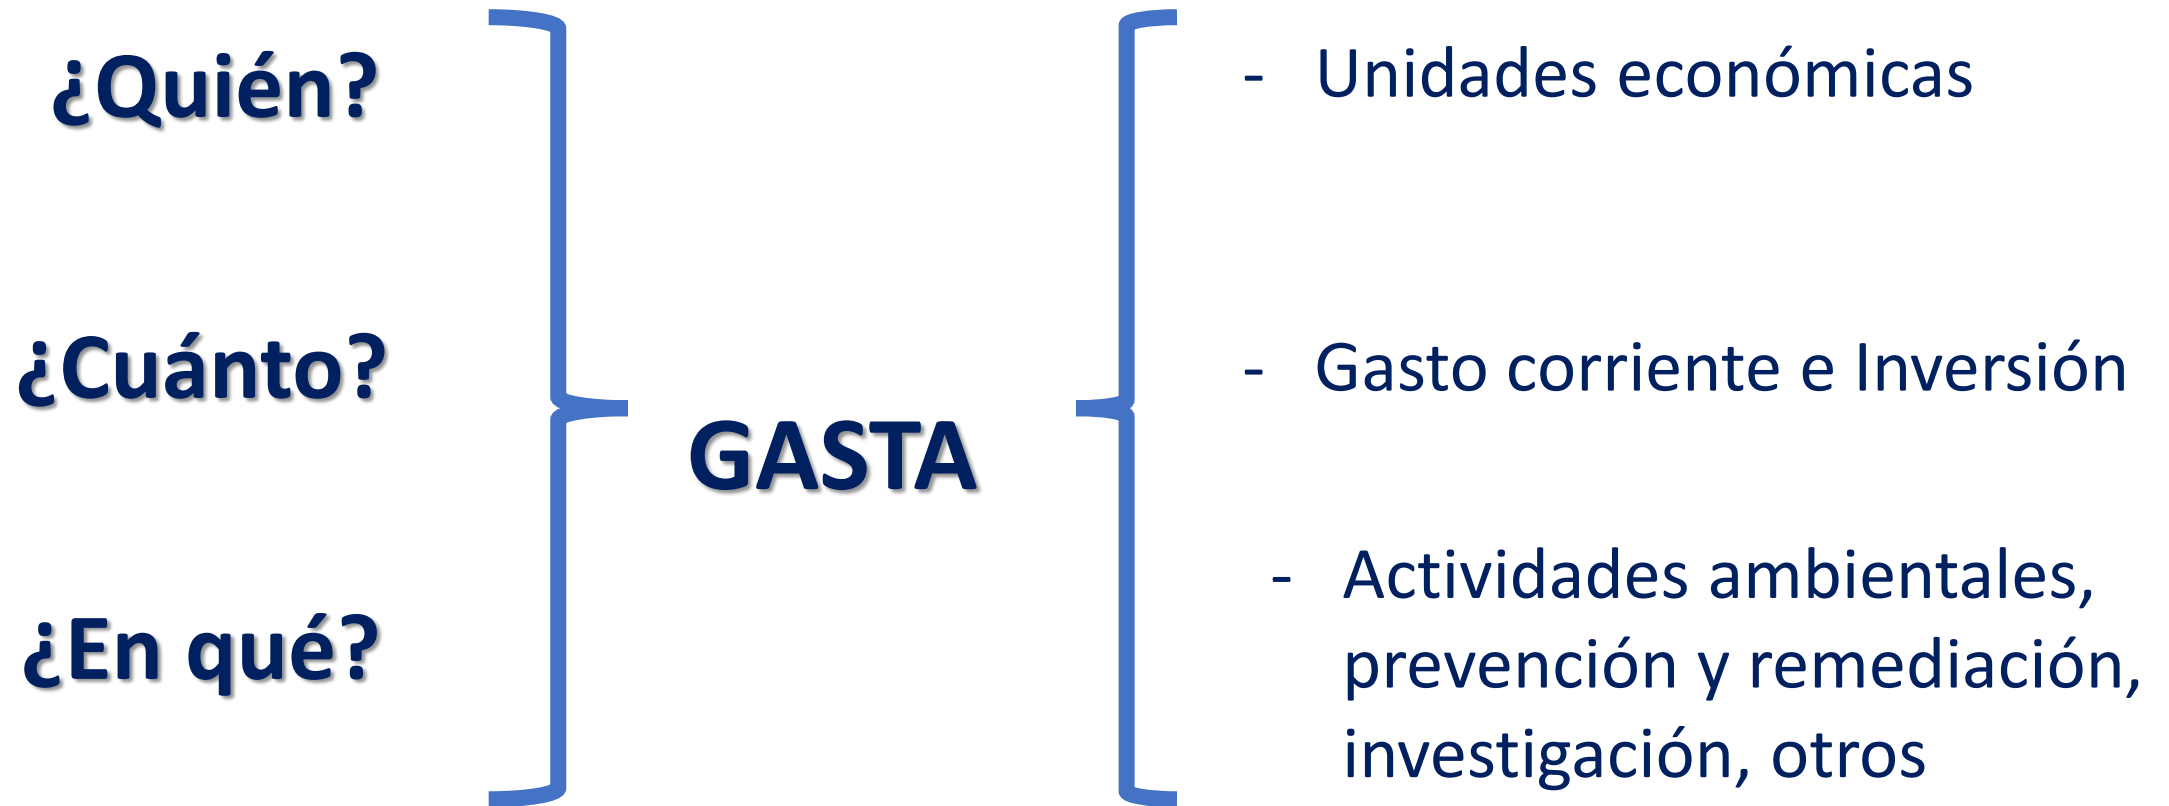 ¿Quién?
¿Cuánto?
¿En qué?
GASTA
- Unidades económicas
- Gasto corriente e Inversión
- Actividades ambientales,
prevención y remediación,
investigación, otros